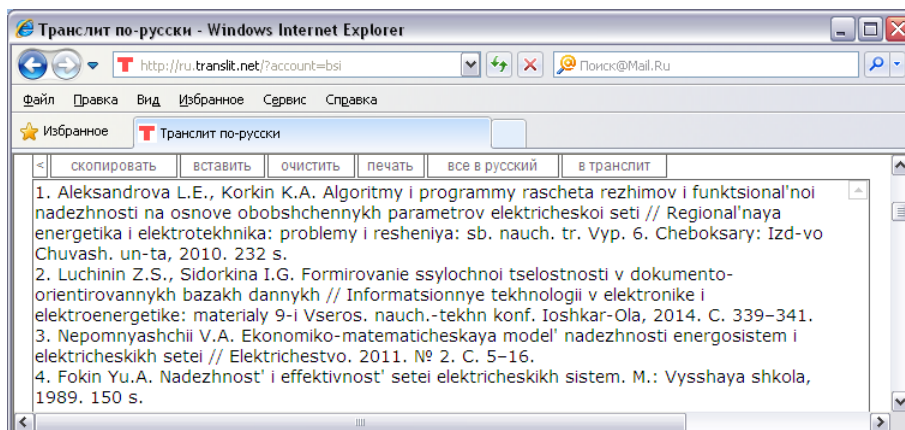 Транслит по-русски - Windows Internet Explorer
http://ru.translit.net/?account=bsi
Поиск@Mail.Ru
Файл Правка Вид Избранное Сервис Справка
Избранное Транслит по-русски
< скопировать вставить очистить печать все в русский в транслит
1. Aleksandrova L.E., Korkin K.A. Algoritmy i programmy rascheta rezhimov i funktsional'noi
nadezhnosti na osnove obobshchennykh parametrov elektricheskoi seti // Regional'naya
energetika i elektrotekhnika: problemy i resheniya: sb. nauch. tr. Vyp. 6. Cheboksary: Izd-vo
Chuvash. un-ta, 2010. 232 s.
2. Luchinin Z.S., Sidorkina I.G. Formirovanie ssylochnoi tselostnosti v dokumento-
orientirovannykh bazakh dannykh // Informatsionnye tekhnologii v elektronike i
elektroenergetike: materialy 9-i Vseros. nauch.-tekhn konf. Ioshkar-Ola, 2014. C. 339–341.
3. Nepomnyashchii V.A. Ekonomiko-matematicheskaya model' nadezhnosti energosistem i
elektricheskikh setei // Elektrichestvo. 2011. № 2. C. 5–16.
4. Fokin Yu.A. Nadezhnost' i effektivnost' setei elektricheskikh sistem. M.: Vysshaya shkola,
1989. 150 s.